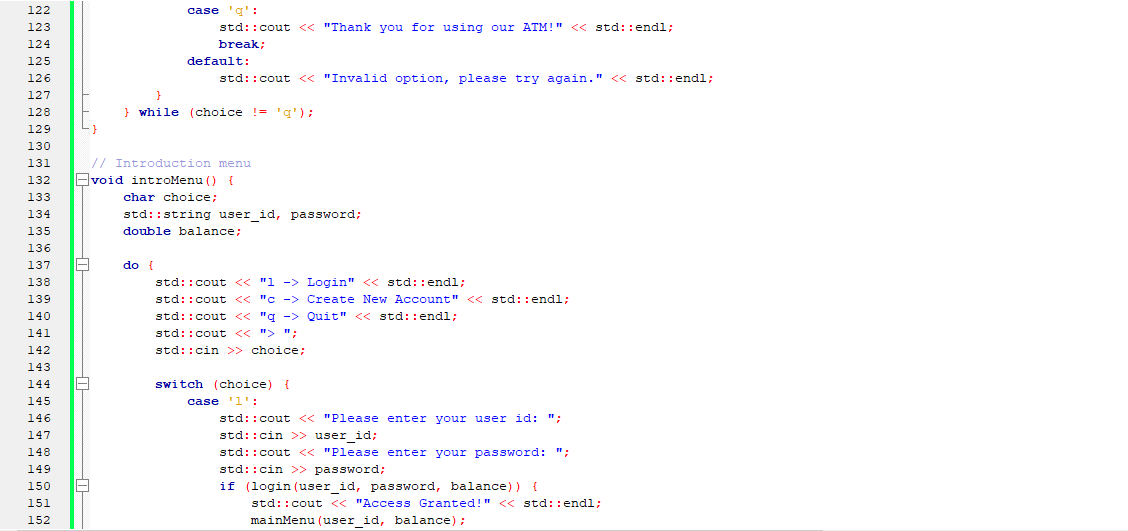 122 case 'q':
123 std::cout << "Thank you for using our ATM!" << std::endl;
124 break;
125 default:
126 std::cout << "Invalid option, please try again." << std::endl;
127 }
128 } while (choice != 'q');
129 }
130
131 // Introduction menu
132 void introMenu() {
133 char choice;
134 std::string user_id, password;
135 double balance;
136
137 do {
138 std::cout << "l -> Login" << std::endl;
139 std::cout << "c -> Create New Account" << std::endl;
140 std::cout << "q -> Quit" << std::endl;
141 std::cout << "> ";
142 std::cin >> choice;
143
144 switch (choice) {
145 case 'l':
146 std::cout << "Please enter your user id: ";
147 std::cin >> user_id;
148 std::cout << "Please enter your password: ";
149 std::cin >> password;
150 if (login(user_id, password, balance)) {
151 std::cout << "Access Granted!" << std::endl;
152 mainMenu(user_id, balance);